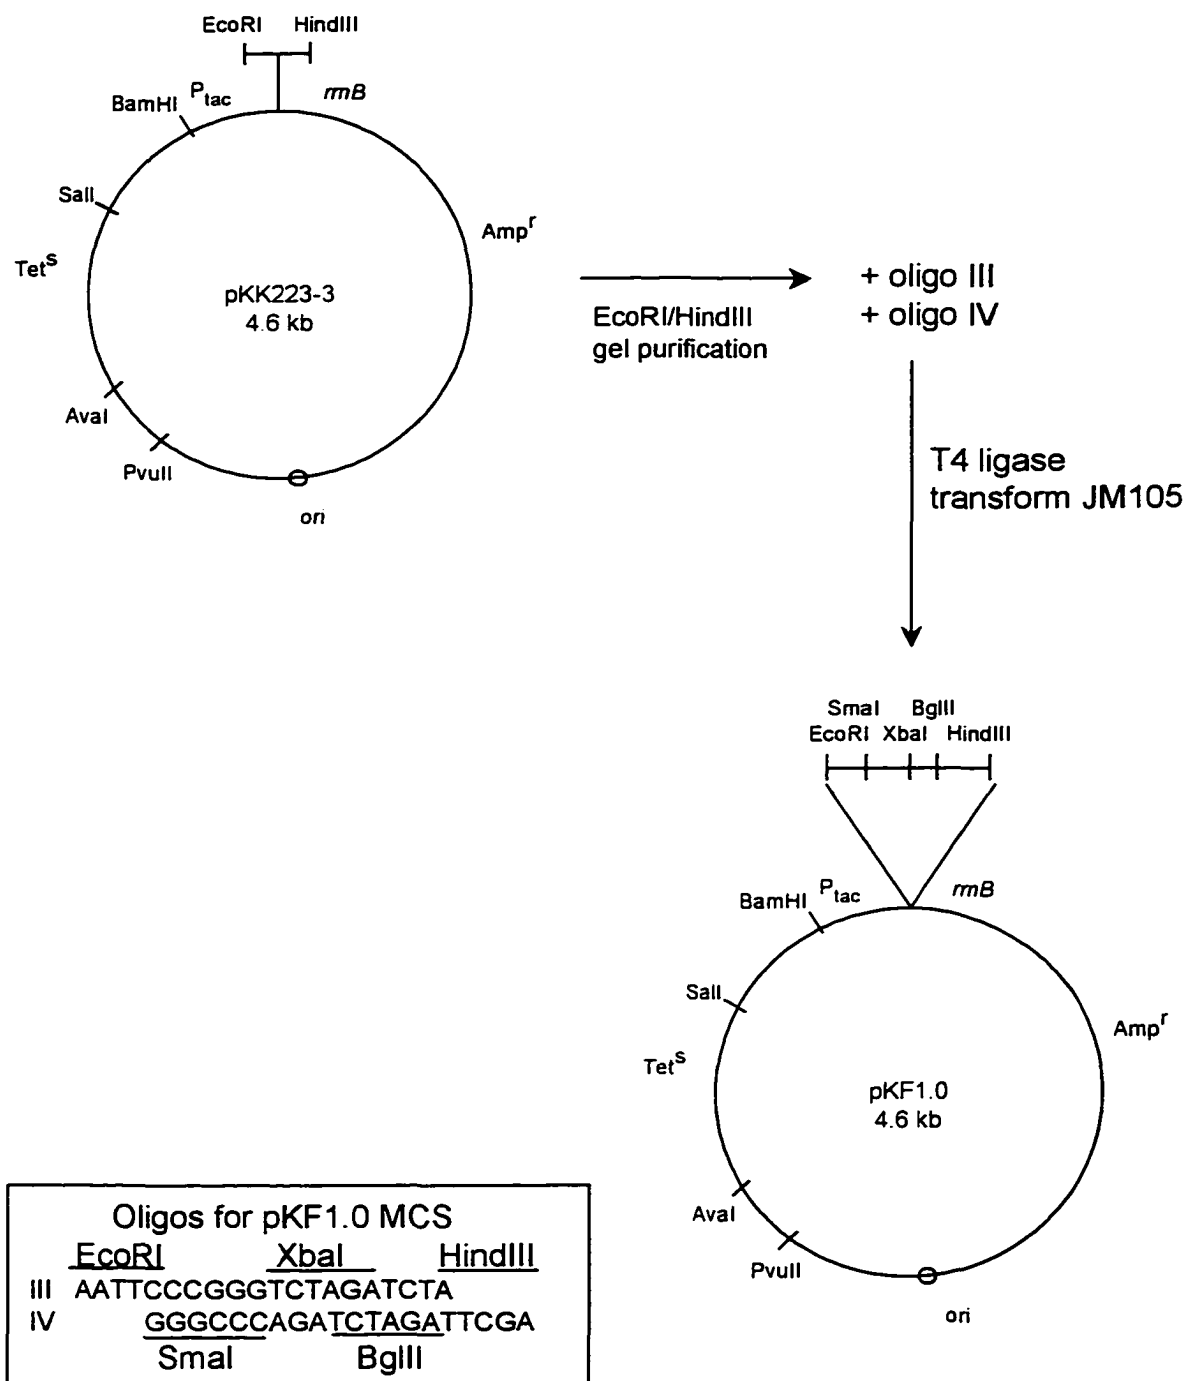 EcoRI HindIII
BamHI Ptac rrnB
SalI
Tets
Ampr
pKK223-3
4.6 kb
AvaI
PvuII
ori
EcoRI/HindIII
gel purification
+ oligo III
+ oligo IV
T4 ligase
transform JM105
SmaI BglII
EcoRI XbaI HindIII
BamHI Ptac rrnB
SalI
Tets
Ampr
pKF1.0
4.6 kb
AvaI
PvuII
ori
Oligos for pKF1.0 MCS
EcoRI XbaI HindIII
III AATTCCCGGGTCTAGATCTA
IV GGGCCCAGATCTAGATTCGA
SmaI BglII